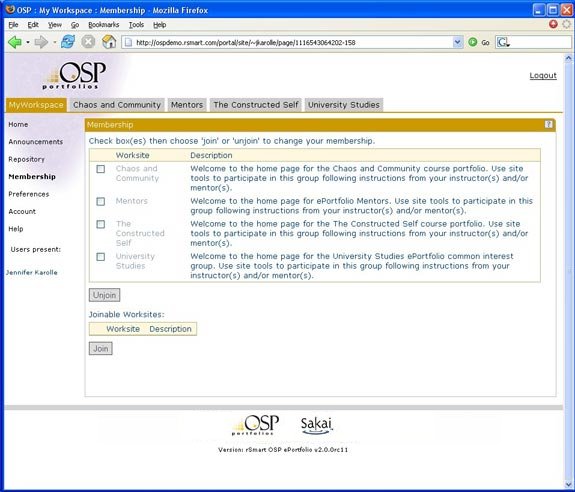 OSP : My Workspace : Membership - Mozilla Firefox
File Edit View Go Bookmarks Tools Help
http://ospdemo.rsmart.com/portal/site/~jkarolle/page/1116543064202-158
Go
OSP
portfolios
Logout
MyWorkspace Chaos and Community Mentors The Constructed Self University Studies
Home
Announcements
Repository
Membership
Preferences
Account
Help
Users present:
Jennifer Karolle
Membership
?
Check box(es) then choose 'join' or 'unjoin' to change your membership.
Worksite Description
Chaos and Community Welcome to the home page for the Chaos and Community course portfolio. Use site
tools to participate in this group following instructions from your instructor(s) and/or
mentor(s).
Mentors Welcome to the home page for ePortfolio Mentors. Use site tools to participate in this
group following instructions from your instructor(s) and/or mentor(s).
The Constructed Self Welcome to the home page for the The Constructed Self course portfolio. Use site
tools to participate in this group following instructions from your instructor(s) and/or
mentor(s).
University Studies Welcome to the home page for the University Studies ePortfolio common interest
group. Use site tools to participate in this group following instructions from your
instructor(s) and/or mentor(s).
Unjoin
Joinable Worksites:
Worksite Description
Join
OSP
portfolios
Sakai
Version: rSmart OSP ePortfolio v2.0.0rc11